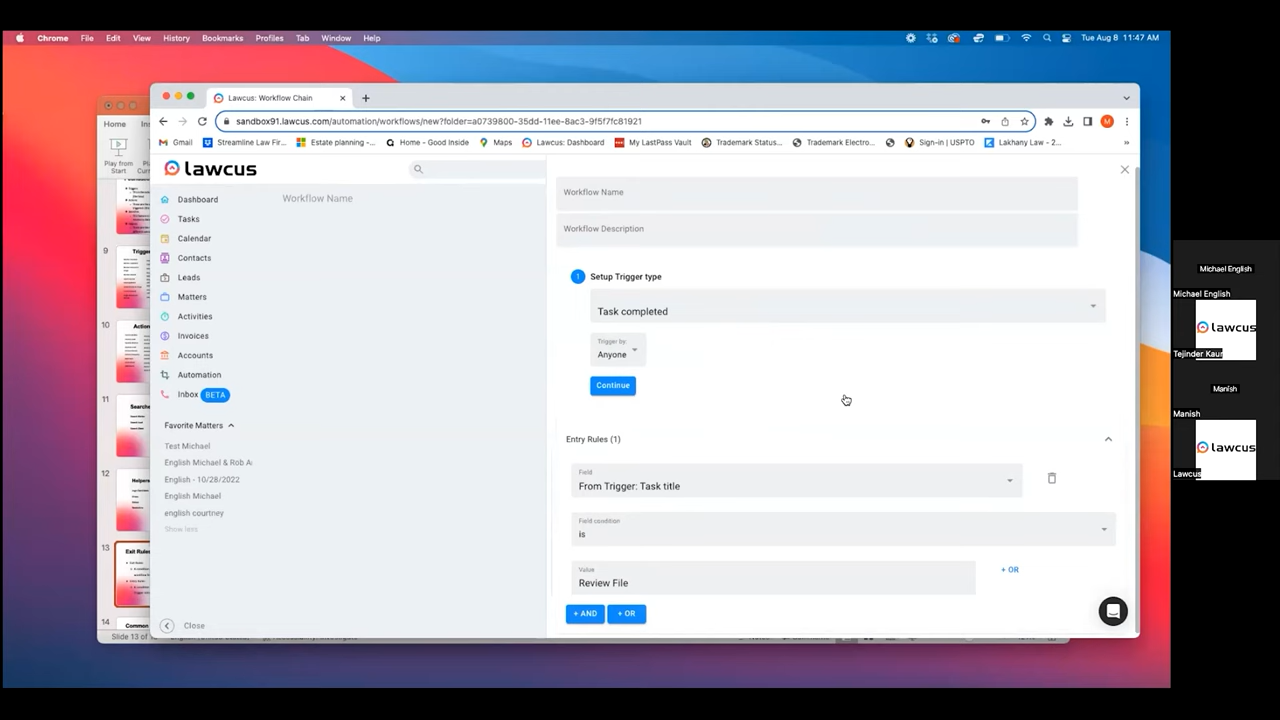 Chrome File Edit View History Bookmarks Profiles Tab Window Help Tue Aug 8 11:47 AM
Lawcus: Workflow Chain
sandbox91.lawcus.com/automation/workflows/new?folder=a0739800-35dd-11ee-8ac3-9f5f7fc81921
M
Gmail Streamline Law Fir... Estate planning -... Home - Good Inside Maps Lawcus: Dashboard My LastPass Vault Trademark Status... Trademark Electro... Sign-in | USPTO Lakhany Law - 2... »
Home
Play from
Start
9
10
11
12
13
14
Exit Rules
Common
Slide 13 of
lawcus
Workflow Name
Dashboard
Tasks
Calendar
Contacts
Leads
Matters
Activities
Invoices
Accounts
Automation
Inbox BETA
Favorite Matters
Test Michael
English Michael & Rob A
English - 10/28/2022
English Michael
english courtney
Show less
Close
Workflow Name
Workflow Description
1 Setup Trigger type
Task completed
Trigger by:
Anyone
Continue
Entry Rules (1)
Field
From Trigger: Task title
Field condition
is
Value
Review File
+ OR
+ AND + OR
Michael English
Michael English
lawcus
Tejinder Kaur
Manish
Manish
lawcus
Lawcus